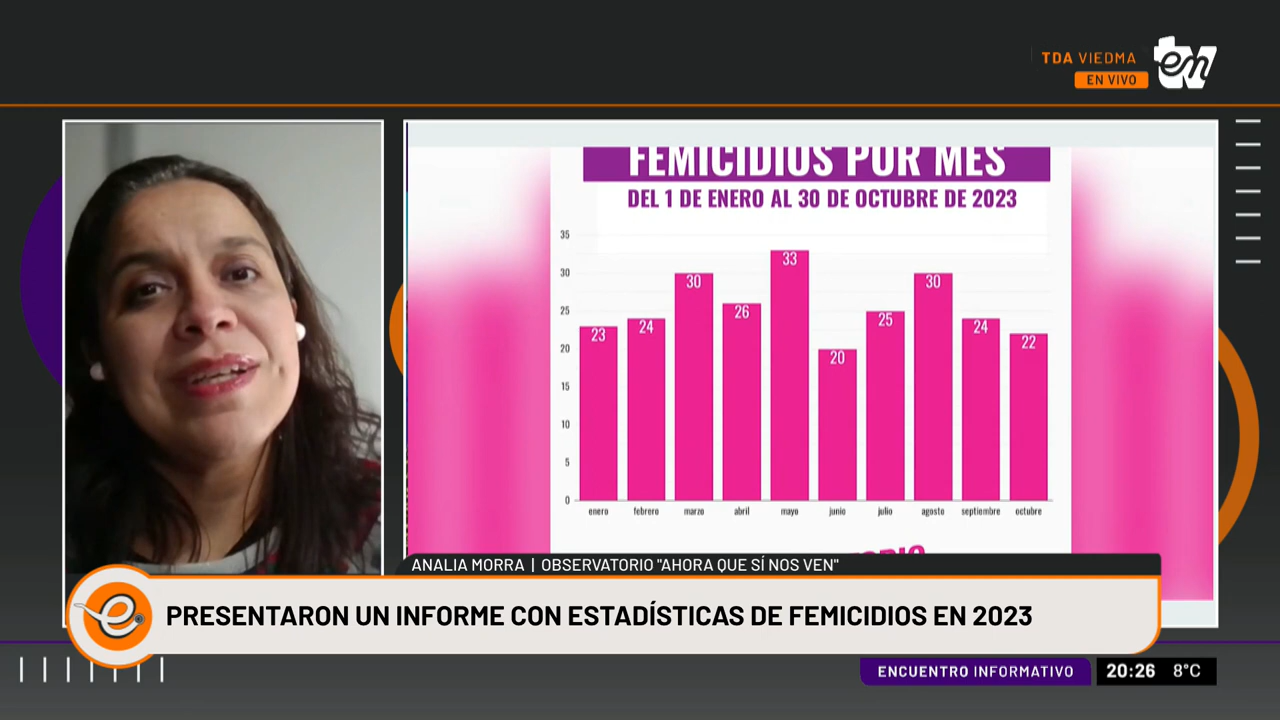 TDA VIEDMA
EN VIVO
tv em
FEMICIDIOS POR MES
DEL 1 DE ENERO AL 30 DE OCTUBRE DE 2023
35
30
25
20
15
10
5
0
23
24
30
26
33
20
25
30
24
22
enero
febrero
marzo
abril
mayo
junio
julio
agosto
septiembre
octubre
ANALIA MORRA | OBSERVATORIO "AHORA QUE SÍ NOS VEN"
e
PRESENTARON UN INFORME CON ESTADÍSTICAS DE FEMICIDIOS EN 2023
ENCUENTRO INFORMATIVO
20:26 8°C